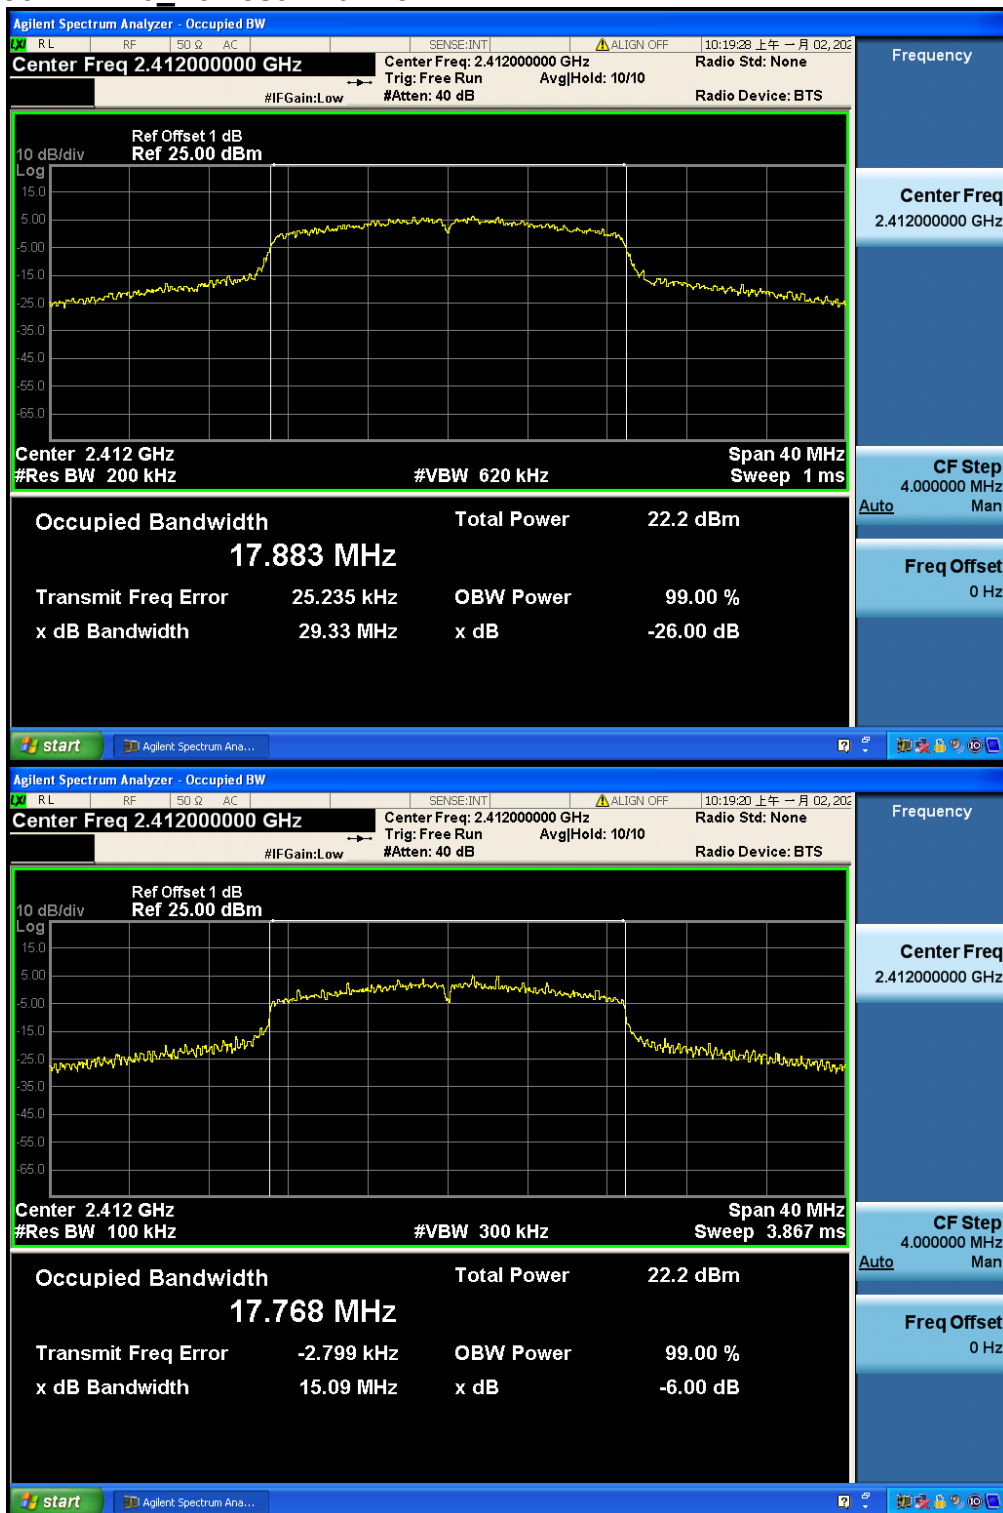 Agilent Spectrum Analyzer - Occupied BW
LXI RL RF 50 Ω AC SENSE:INT ALIGN OFF 10:19:28 上午 一月 02, 202
Center Freq 2.412000000 GHz
Center Freq: 2.412000000 GHz Radio Std: None
Trig: Free Run Avg|Hold: 10/10
#IFGain:Low #Atten: 40 dB Radio Device: BTS
Ref Offset 1 dB
10 dB/div Ref 25.00 dBm
Log
15.0
5.00
-5.00
-15.0
-25.0
-35.0
-45.0
-55.0
-65.0
Center 2.412 GHz Span 40 MHz
#Res BW 200 kHz #VBW 620 kHz Sweep 1 ms
Occupied Bandwidth Total Power 22.2 dBm
17.883 MHz
Transmit Freq Error 25.235 kHz OBW Power 99.00 %
x dB Bandwidth 29.33 MHz x dB -26.00 dB
Frequency
Center Freq
2.412000000 GHz
CF Step
4.000000 MHz
Auto Man
Freq Offset
0 Hz
start Agilent Spectrum Ana...
Agilent Spectrum Analyzer - Occupied BW
LXI RL RF 50 Ω AC SENSE:INT ALIGN OFF 10:19:20 上午 一月 02, 202
Center Freq 2.412000000 GHz
Center Freq: 2.412000000 GHz Radio Std: None
Trig: Free Run Avg|Hold: 10/10
#IFGain:Low #Atten: 40 dB Radio Device: BTS
Ref Offset 1 dB
10 dB/div Ref 25.00 dBm
Log
15.0
5.00
-5.00
-15.0
-25.0
-35.0
-45.0
-55.0
-65.0
Center 2.412 GHz Span 40 MHz
#Res BW 100 kHz #VBW 300 kHz Sweep 3.867 ms
Occupied Bandwidth Total Power 22.2 dBm
17.768 MHz
Transmit Freq Error -2.799 kHz OBW Power 99.00 %
x dB Bandwidth 15.09 MHz x dB -6.00 dB
Frequency
Center Freq
2.412000000 GHz
CF Step
4.000000 MHz
Auto Man
Freq Offset
0 Hz
start Agilent Spectrum Ana...